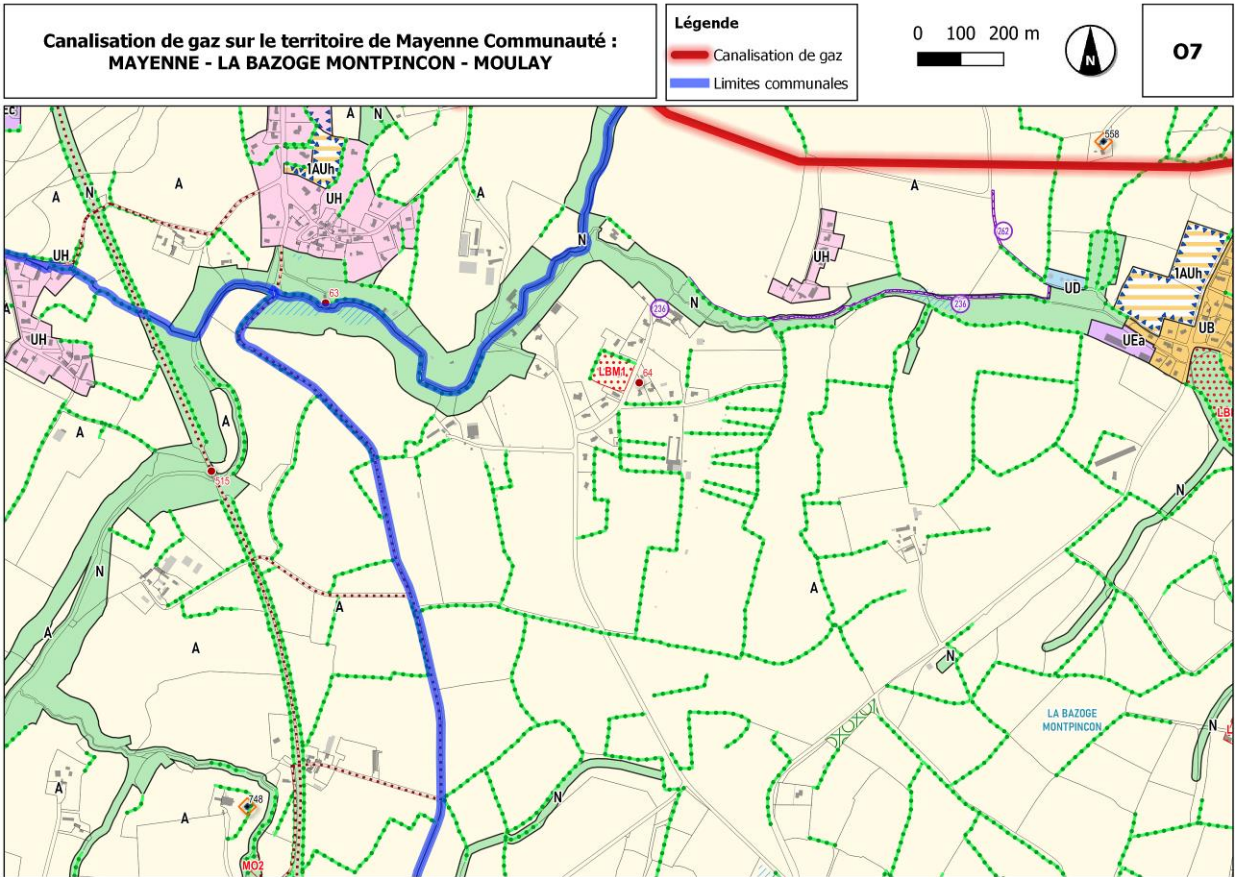 Canalisation de gaz sur le territoire de Mayenne Communauté :
MAYENNE - LA BAZOGE MONTPINCON - MOULAY
Légende
Canalisation de gaz
Limites communales
0 100 200 m
N
O7
A
N
558
1AUh
A
N
A
A
A
UH
UH
N
UH
262
1AUh
63
N
UD
236
236
UB
A
UH
UEa
LBM1
64
A
A
515
N
N
A
A
A
A
N
LA BAZOGE
MONTPINCON
N
A
N
748
A
MO2